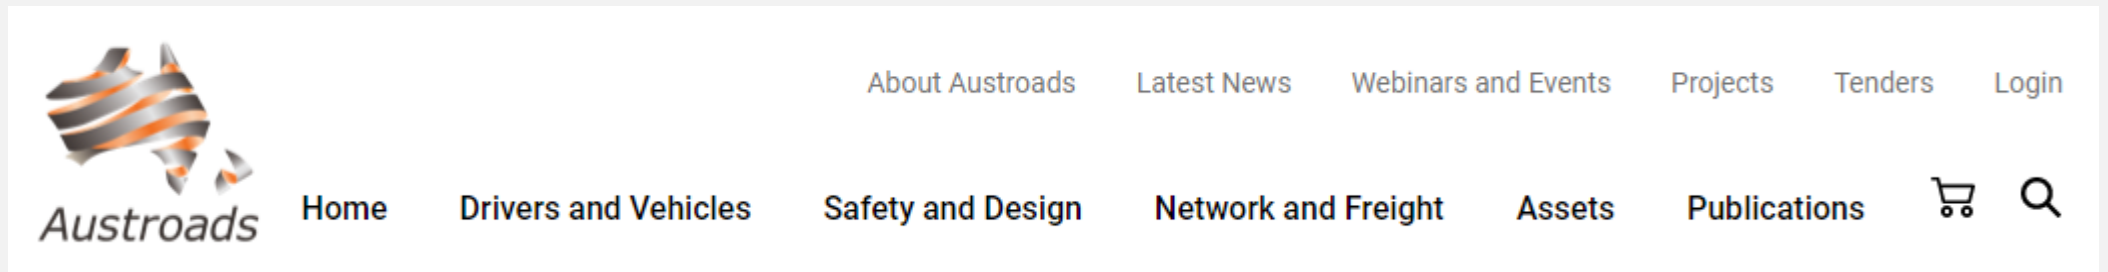 About Austroads Latest News Webinars and Events Projects Tenders Login
Austroads
Home Drivers and Vehicles Safety and Design Network and Freight Assets Publications